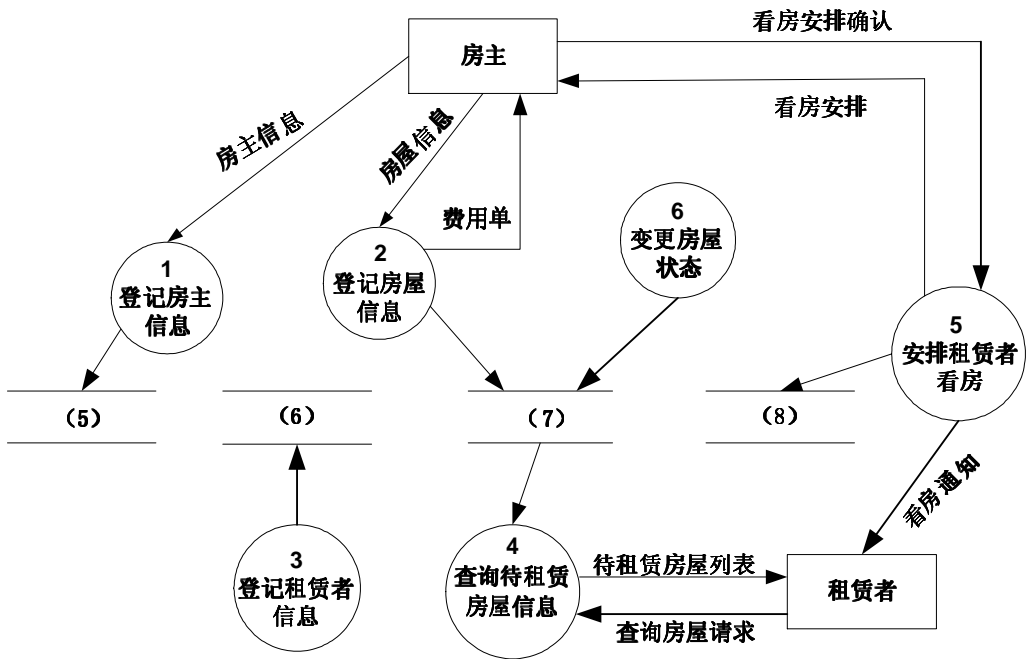 看房安排确认
房主
看房安排
房主信息
房屋信息
费用单
6
变更房屋
状态
1
登记房主
信息
2
登记房屋
信息
5
安排租赁者
看房
（5）
（6）
（7）
（8）
看房通知
3
登记租赁者
信息
4
查询待租赁
房屋信息
待租赁房屋列表
租赁者
查询房屋请求